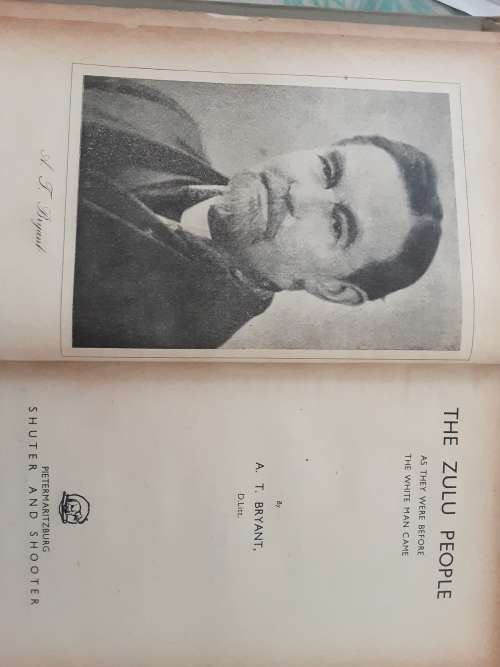 A. T. Bryant
THE ZULU PEOPLE
AS THEY WERE BEFORE
THE WHITE MAN CAME
By
A. T. BRYANT,
D.Litt.
PIETERMARITZBURG
SHUTER AND SHOOTER